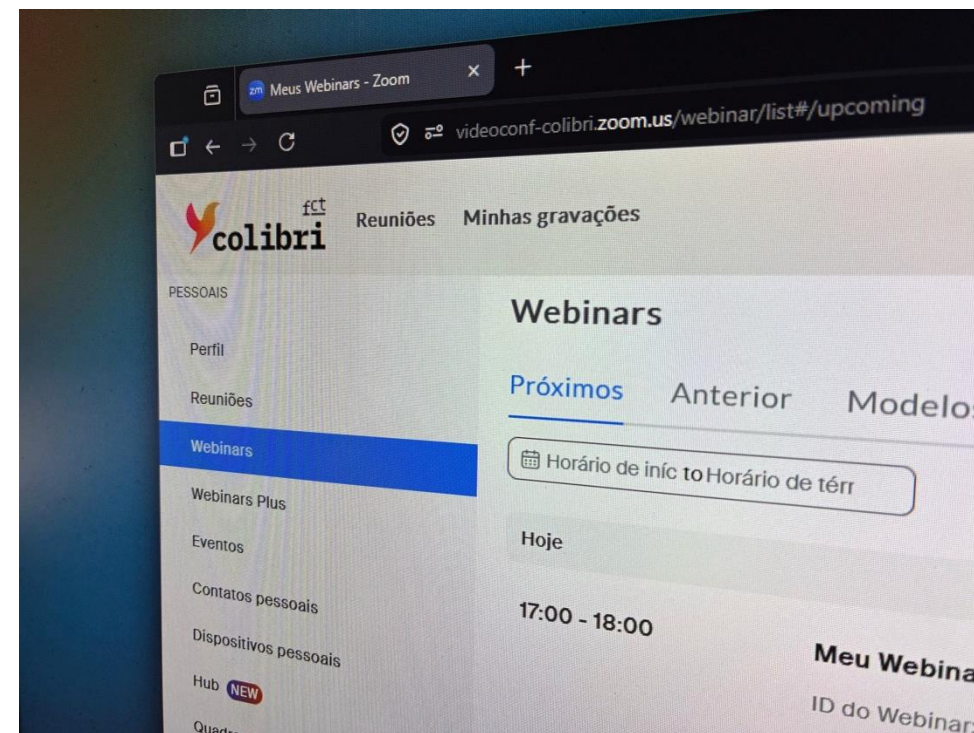 zm Meus Webinars - Zoom
videoconf-colibri.zoom.us/webinar/list#/upcoming
fct
colibri
Reuniões Minhas gravações
PESSOAIS
Perfil
Reuniões
Webinars
Webinars Plus
Eventos
Contatos pessoais
Dispositivos pessoais
Hub NEW
Webinars
Próximos Anterior Modelos
Horário de iníc to Horário de térr
Hoje
17:00 - 18:00
Meu Webina
ID do Webinar: